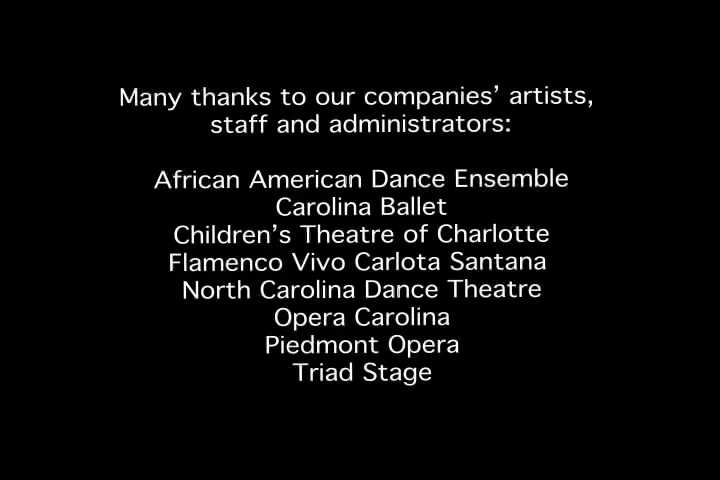 Many thanks to our companies’ artists,
staff and administrators:
African American Dance Ensemble
Carolina Ballet
Children’s Theatre of Charlotte
Flamenco Vivo Carlota Santana
North Carolina Dance Theatre
Opera Carolina
Piedmont Opera
Triad Stage